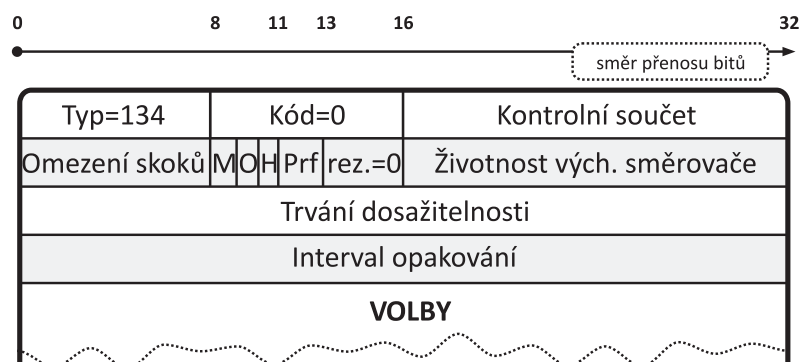 0 8 11 13 16 32
směr přenosu bitů
Typ=134 Kód=0 Kontrolní součet
Omezení skoků M O H Prf rez.=0 Životnost vých. směrovače
Trvání dosažitelnosti
Interval opakování
VOLBY